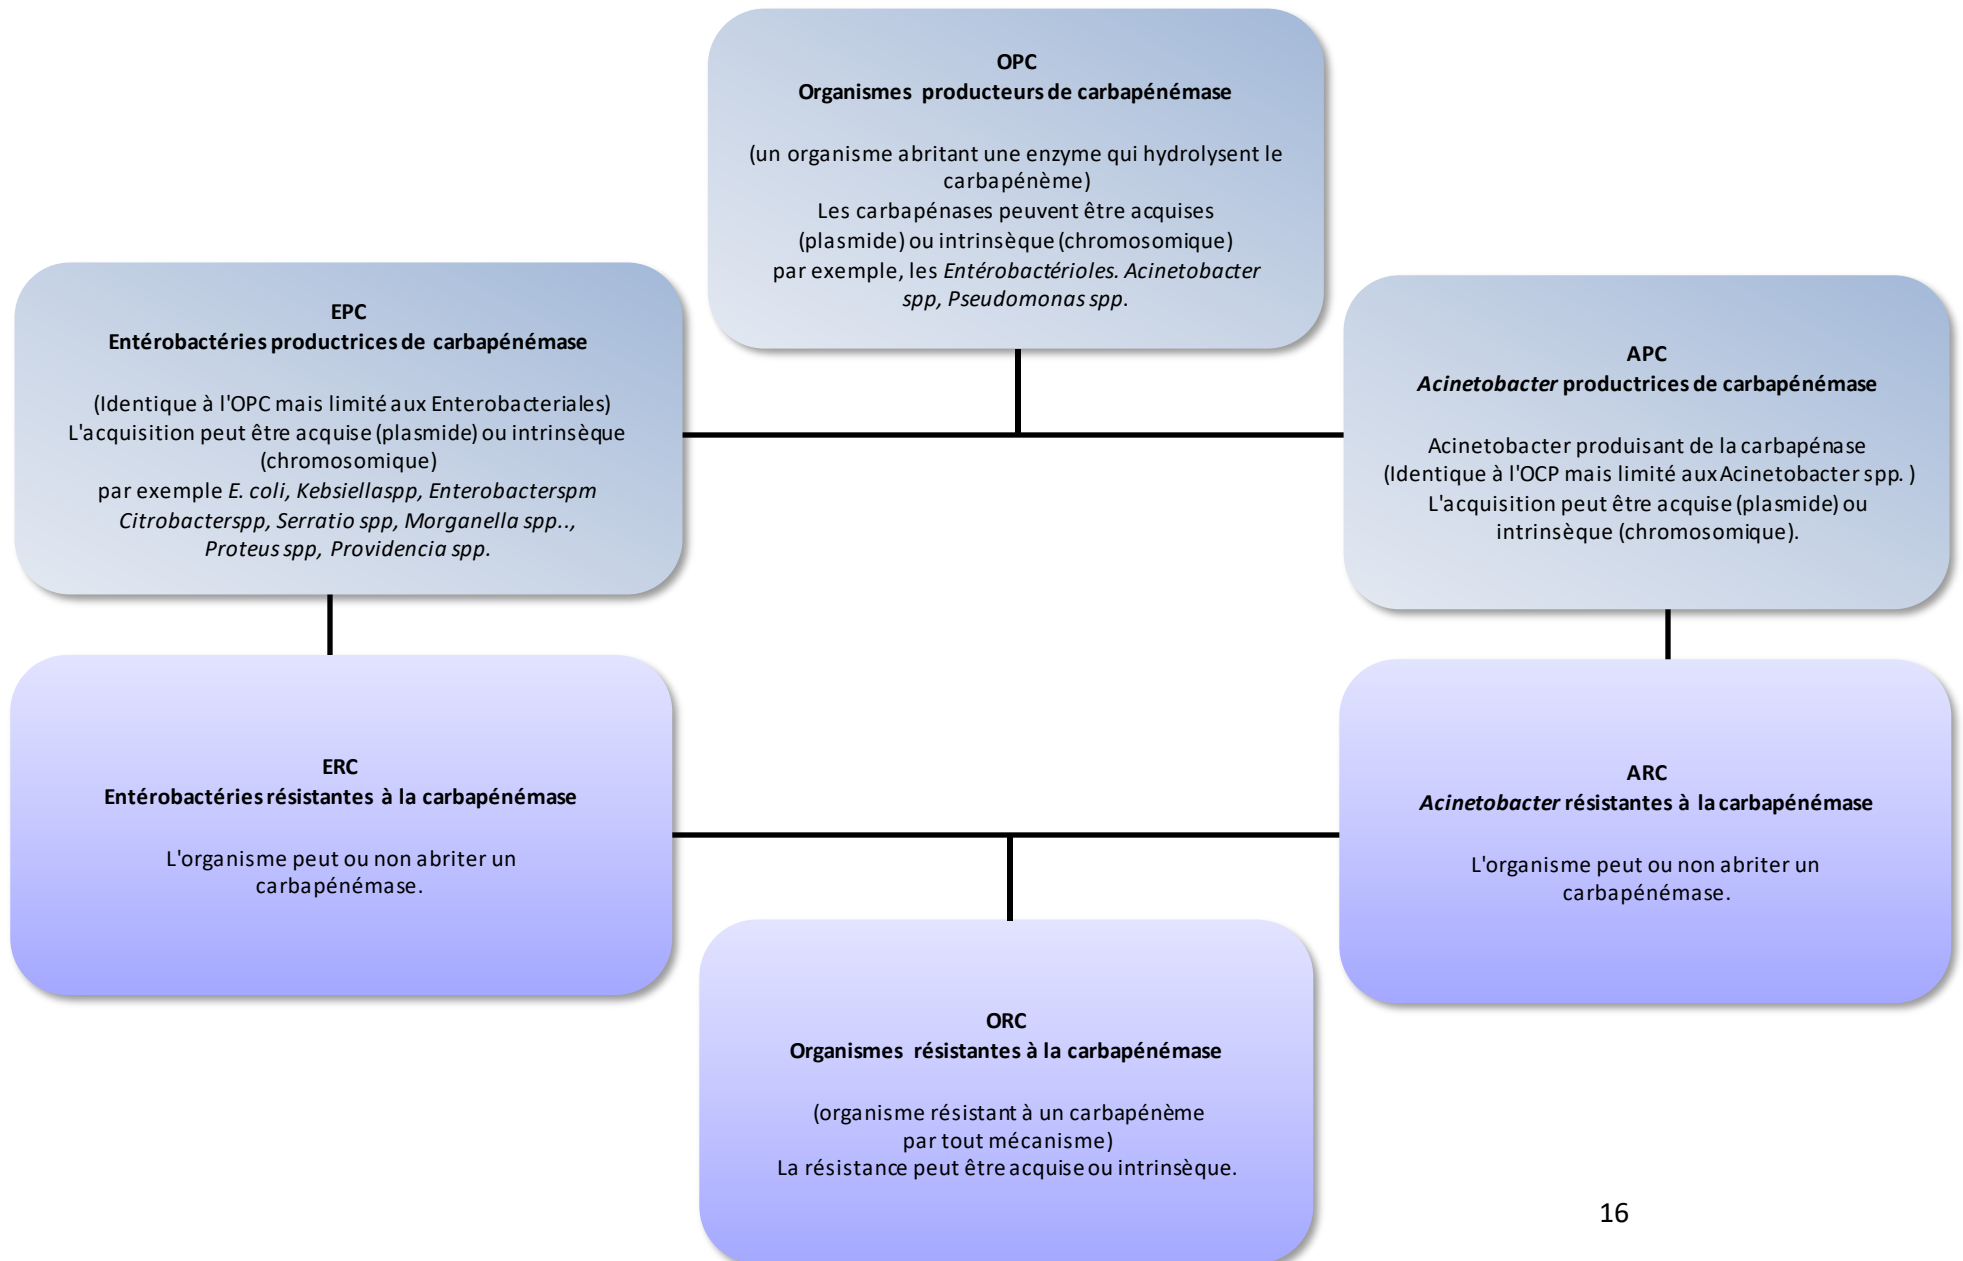 OPC
Organismes producteurs de carbapénémase
(un organisme abritant une enzyme qui hydrolysent le
carbapénème)
Les carbapénases peuvent être acquises
(plasmide) ou intrinsèque (chromosomique)
par exemple, les Entérobactérioles. Acinetobacter
spp, Pseudomonas spp.
EPC
Entérobactéries productrices de carbapénémase
(Identique à l'OPC mais limité aux Enterobacteriales)
L'acquisition peut être acquise (plasmide) ou intrinsèque
(chromosomique)
par exemple E. coli, Kebsiellaspp, Enterobacterspm
Citrobacterspp, Serratio spp, Morganella spp..,
Proteus spp, Providencia spp.
APC
Acinetobacter productrices de carbapénémase
Acinetobacter produisant de la carbapénase
(Identique à l'OCP mais limité aux Acinetobacter spp. )
L'acquisition peut être acquise (plasmide) ou
intrinsèque (chromosomique).
ERC
Entérobactéries résistantes à la carbapénémase
L'organisme peut ou non abriter un
carbapénémase.
ARC
Acinetobacter résistantes à la carbapénémase
L'organisme peut ou non abriter un
carbapénémase.
ORC
Organismes résistantes à la carbapénémase
(organisme résistant à un carbapénème
par tout mécanisme)
La résistance peut être acquise ou intrinsèque.
16